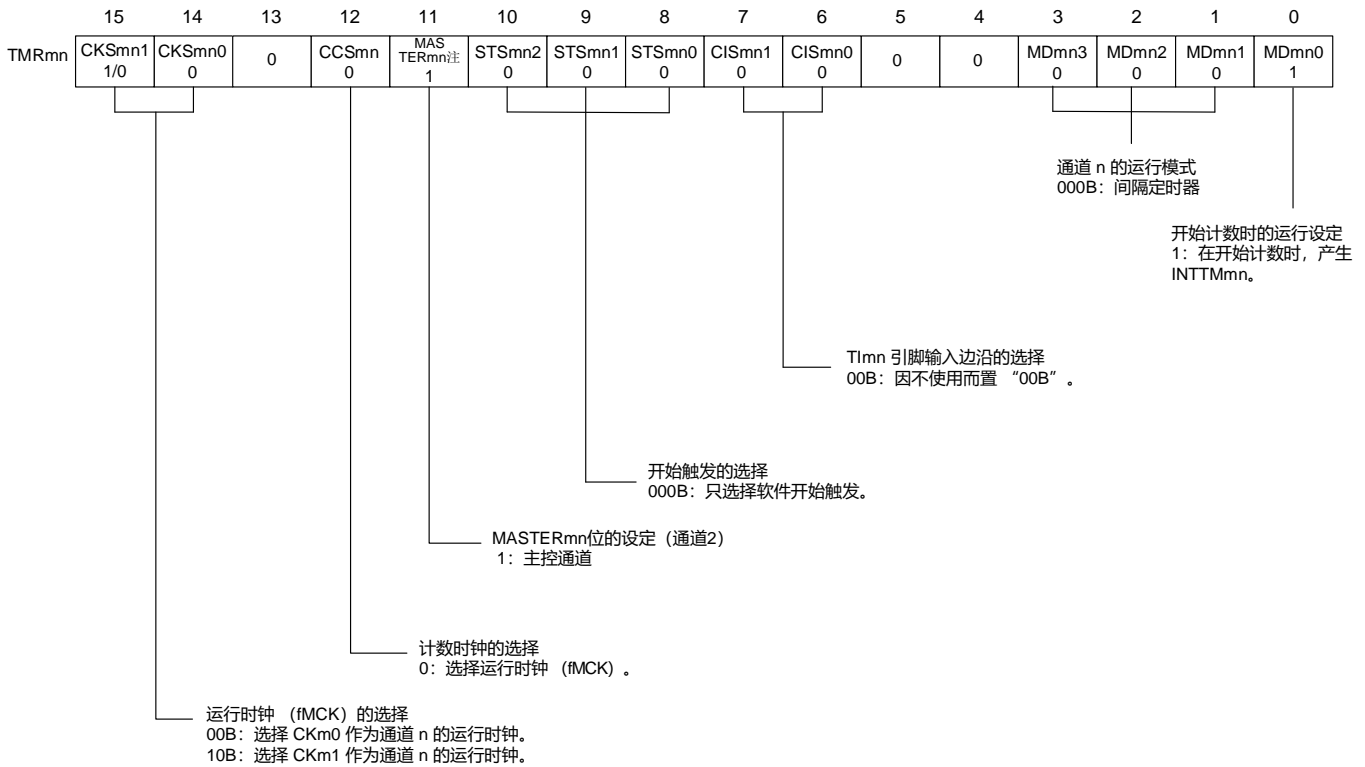 15 14 13 12 11 10 9 8 7 6 5 4 3 2 1 0
TMRmn CKSmn1 CKSmn0 0 CCSmn MAS STSmn2 STSmn1 STSmn0 CISmn1 CISmn0 0 0 MDmn3 MDmn2 MDmn1 MDmn0
TERmn注
1/0 0 0 1 0 0 0 0 0 0 0 0 1
通道 n 的运行模式
000B：间隔定时器
开始计数时的运行设定
1：在开始计数时，产生
INTTMmn。
TImn 引脚输入边沿的选择
00B：因不使用而置 “00B”。
开始触发的选择
000B：只选择软件开始触发。
MASTERmn位的设定（通道2）
1：主控通道
计数时钟的选择
0：选择运行时钟 （fMCK）。
运行时钟 （fMCK）的选择
00B：选择 CKm0 作为通道 n 的运行时钟。
10B：选择 CKm1 作为通道 n 的运行时钟。